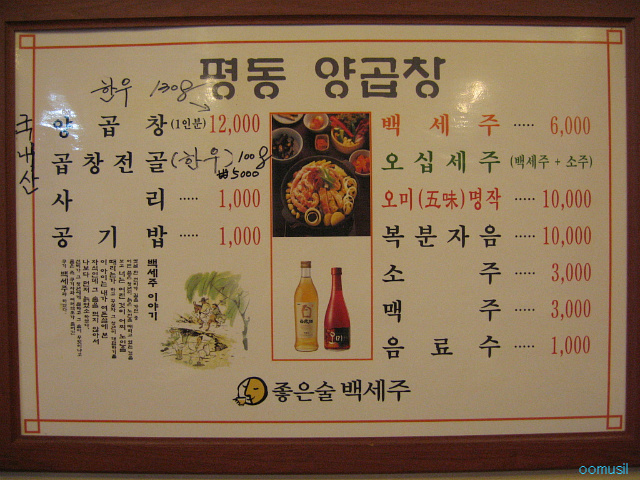 평동 양곱창
한우 130g
국내산
양 곱 창 (1인분) 12,000
곱창전골 (한우) 100g
₩5000
사 리 ····· 1,000
공 기 밥 ····· 1,000
백 세 주 ····· 6,000
오십세주 (백세주 + 소주)
오미(五味)명작 ····· 10,000
복분자음 ····· 10,000
소 주 ····· 3,000
맥 주 ····· 3,000
음 료 수 ····· 1,000
백세주 이야기
좋은술 백세주
oomusil